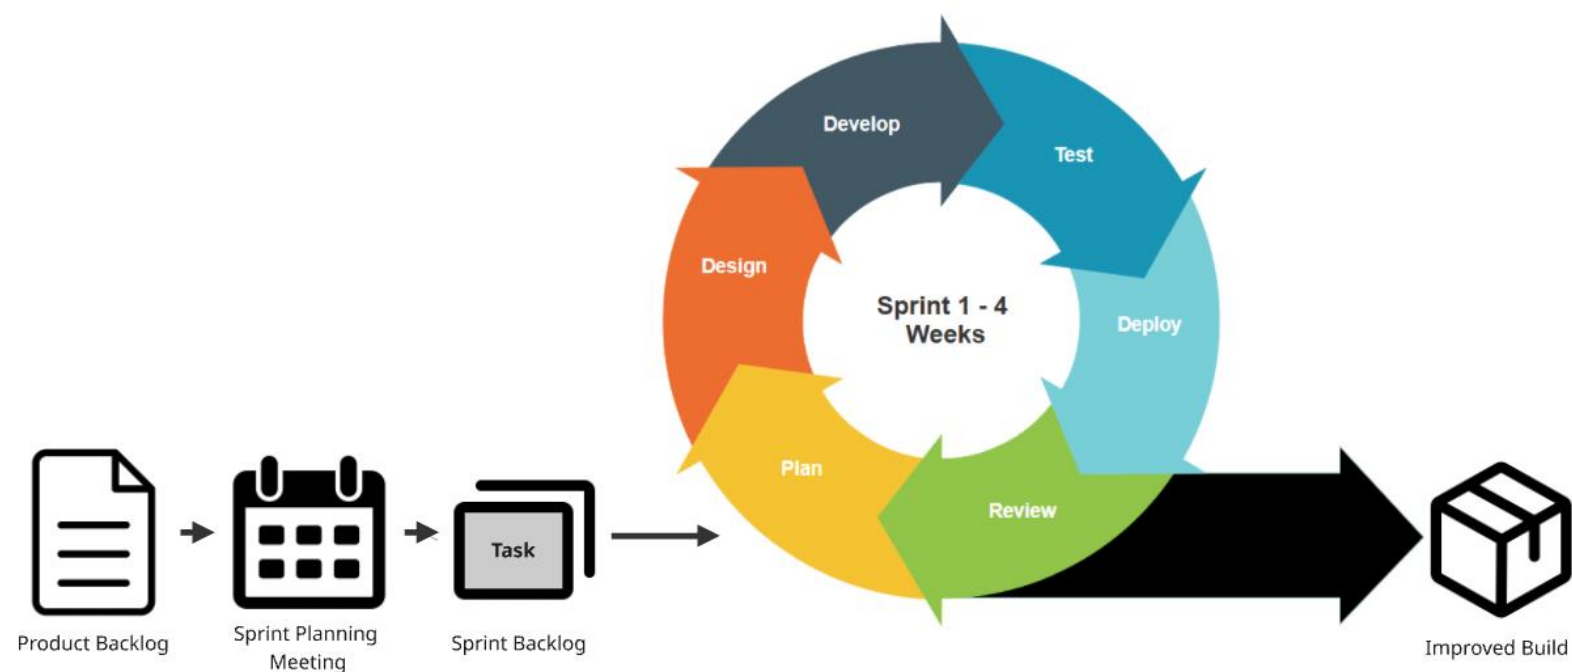 Product Backlog
Sprint Planning
Meeting
Task
Sprint Backlog
Plan
Design
Develop
Test
Deploy
Review
Sprint 1 - 4
Weeks
Improved Build